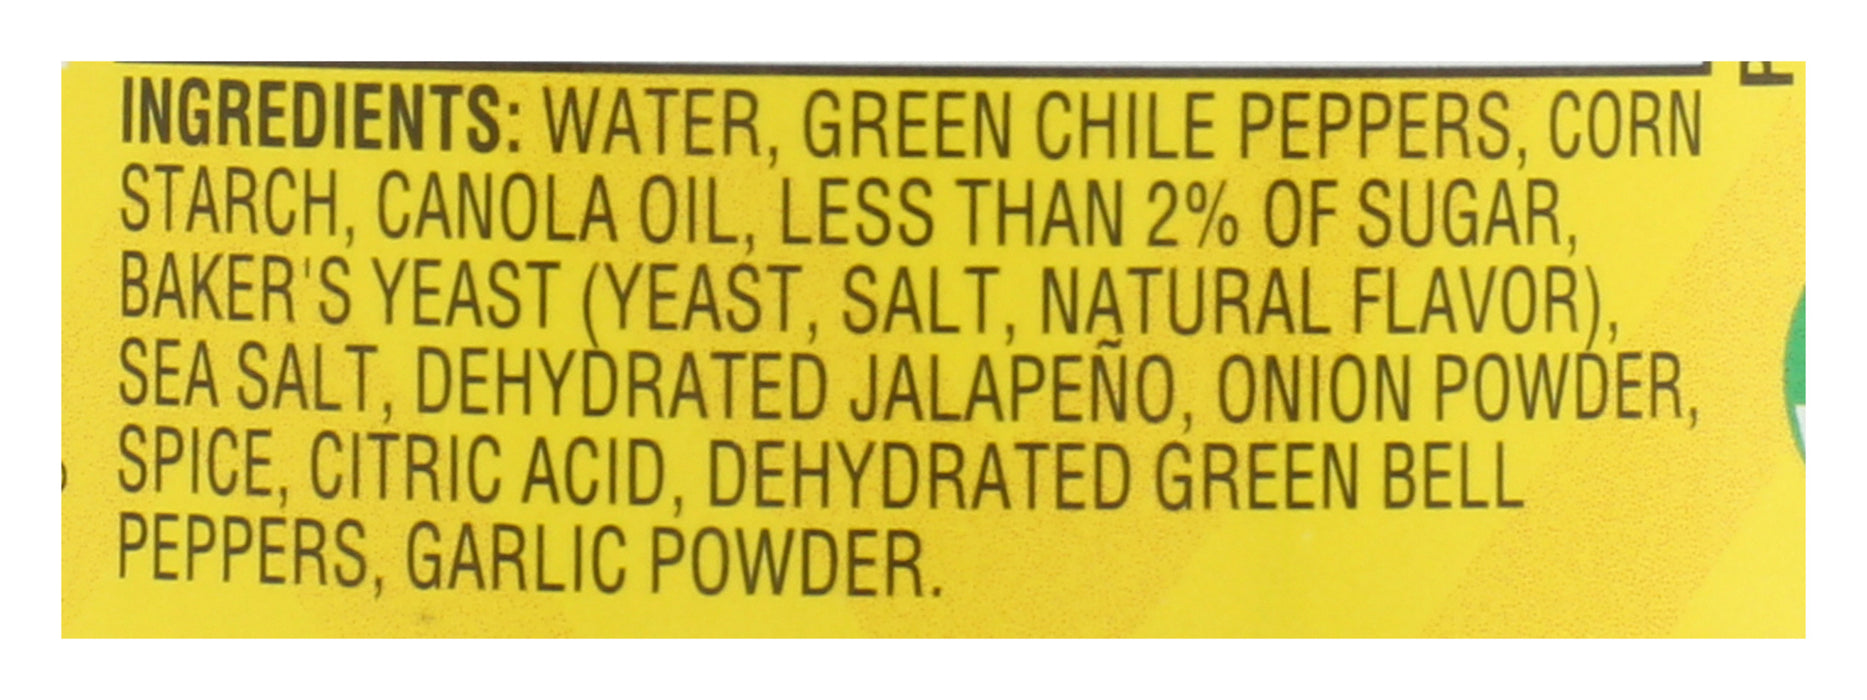 INGREDIENTS: WATER, GREEN CHILE PEPPERS, CORN
STARCH, CANOLA OIL, LESS THAN 2% OF SUGAR,
BAKER'S YEAST (YEAST, SALT, NATURAL FLAVOR),
SEA SALT, DEHYDRATED JALAPEÑO, ONION POWDER,
SPICE, CITRIC ACID, DEHYDRATED GREEN BELL
PEPPERS, GARLIC POWDER.